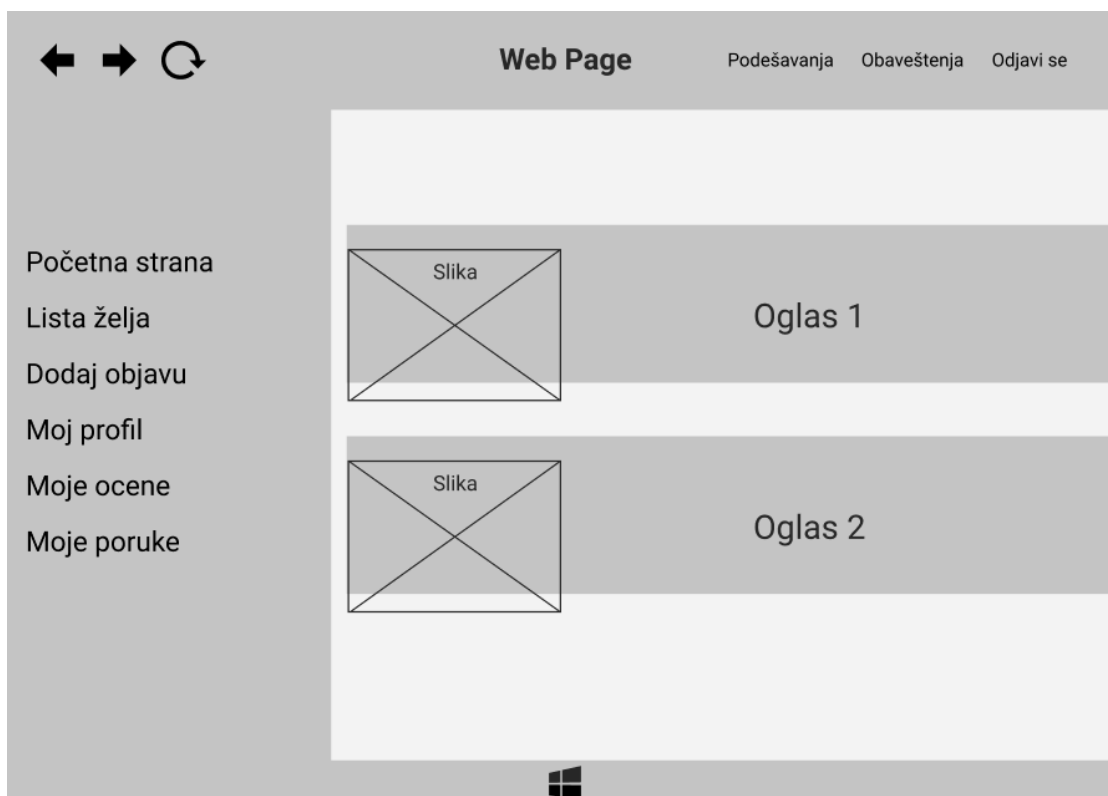 Web Page
Podešavanja Obaveštenja Odjavi se
Početna strana
Lista želja
Dodaj objavu
Moj profil
Moje ocene
Moje poruke
Slika
Oglas 1
Slika
Oglas 2